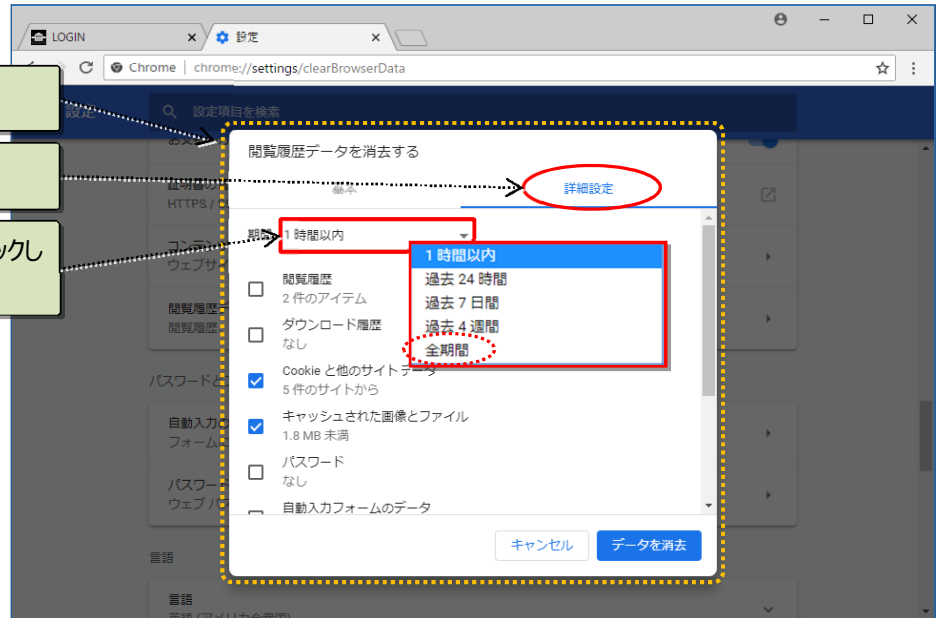 LOGIN
設定
Chrome | chrome://settings/clearBrowserData
設定
設定項目を検索
閲覧履歴データを消去する
基本
詳細設定
期間
1 時間以内
1 時間以内
過去 24 時間
過去 7 日間
過去 4 週間
全期間
閲覧履歴
2 件のアイテム
ダウンロード履歴
なし
Cookie と他のサイトデータ
5 件のサイトから
キャッシュされた画像とファイル
1.8 MB 未満
パスワード
なし
自動入力フォームのデータ
キャンセル
データを消去
ックし
証明書の
HTTPS /
コンテン
ウェブサ
閲覧履歴
閲覧履歴
パスワードと
自動入力
フォーム
パスワード
ウェブ パス
言語
言語